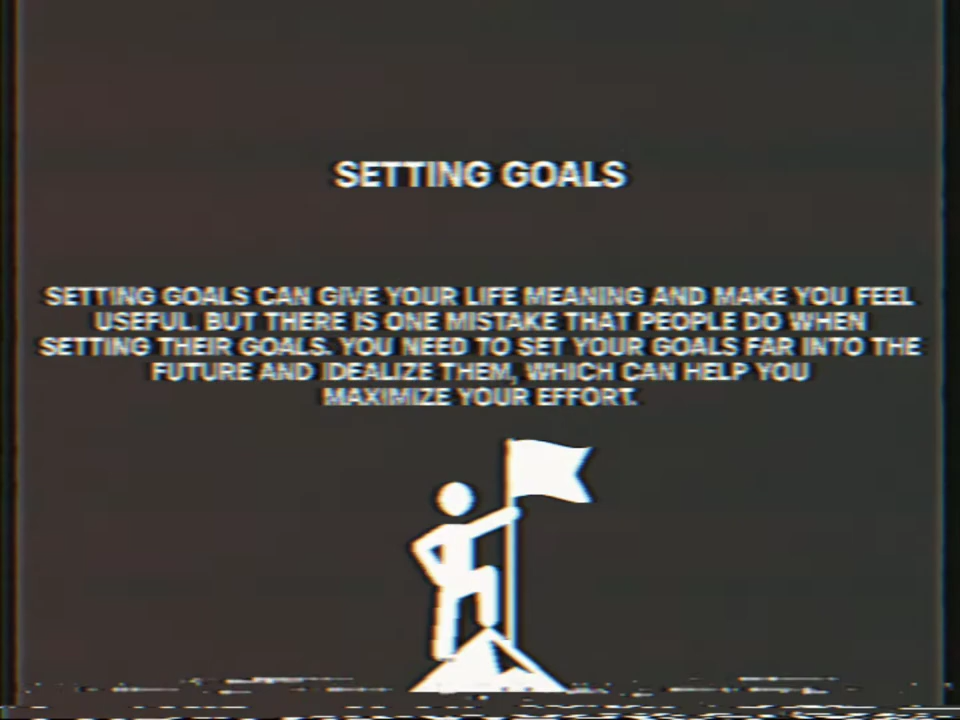 SETTING GOALS
SETTING GOALS CAN GIVE YOUR LIFE MEANING AND MAKE YOU FEEL
USEFUL. BUT THERE IS ONE MISTAKE THAT PEOPLE DO WHEN
SETTING THEIR GOALS. YOU NEED TO SET YOUR GOALS FAR INTO THE
FUTURE AND IDEALIZE THEM, WHICH CAN HELP YOU
MAXIMIZE YOUR EFFORT.